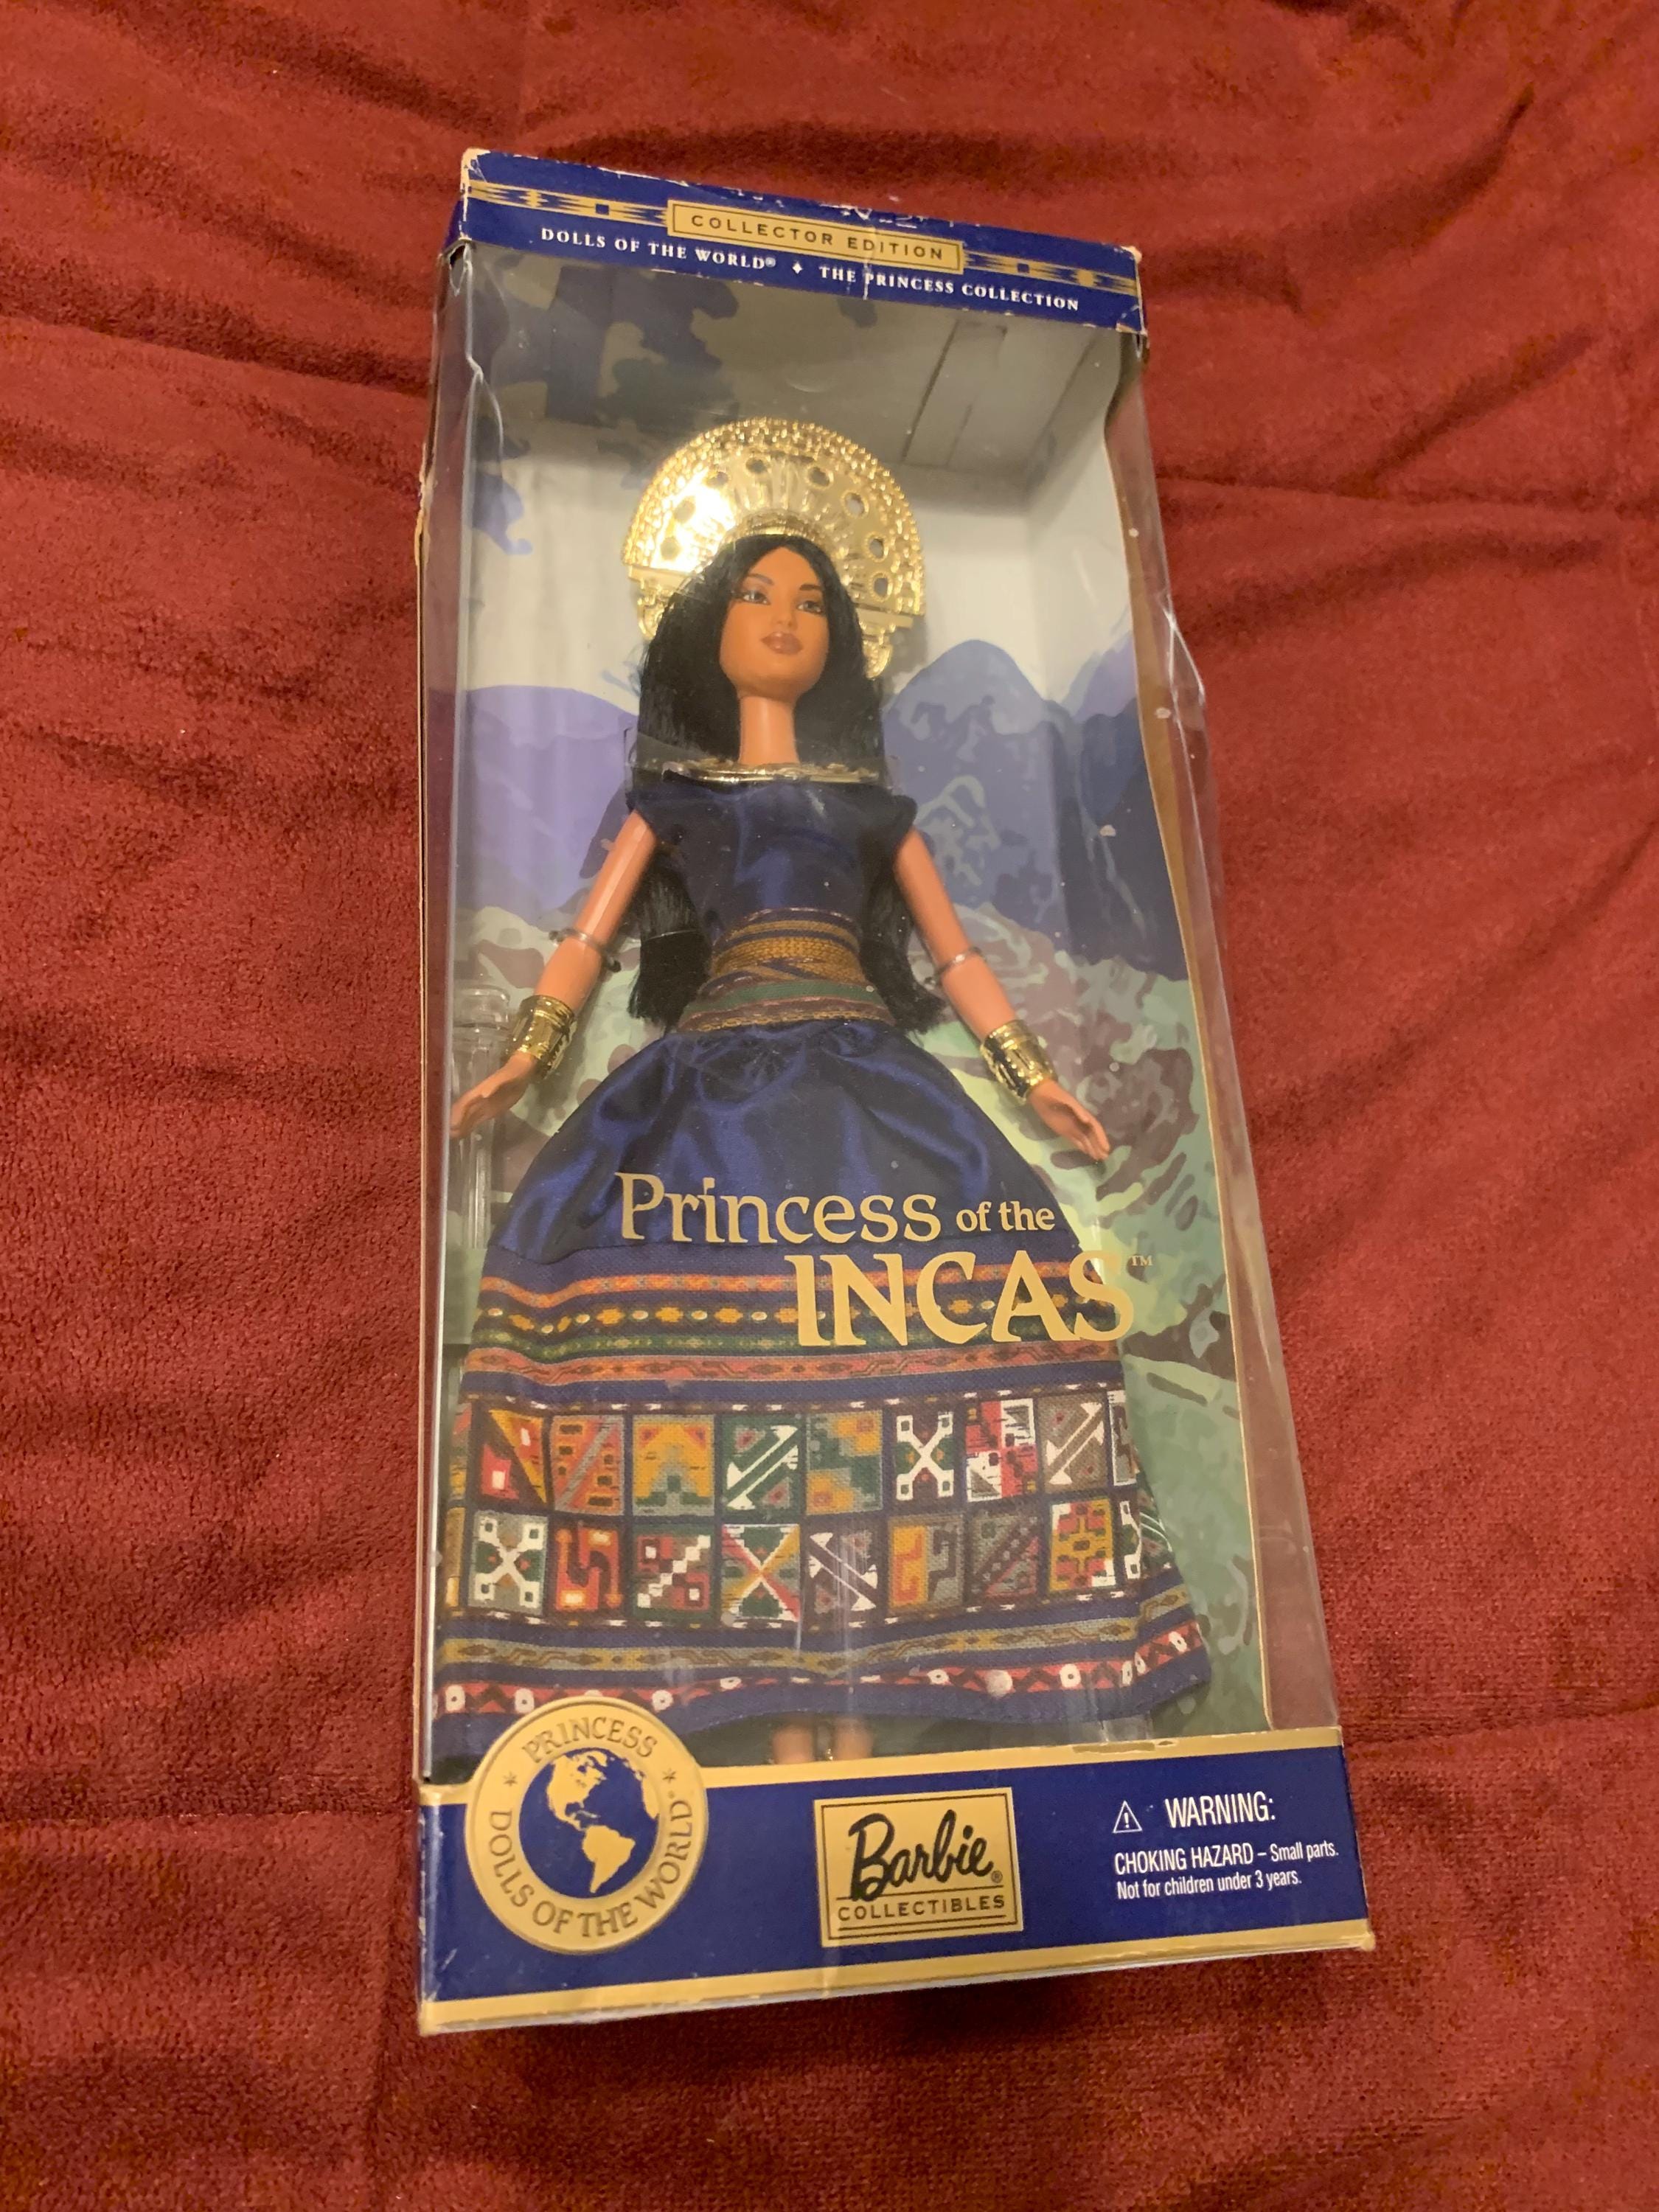 COLLECTOR EDITION
DOLLS OF THE WORLD® ✦ THE PRINCESS COLLECTION
Princess of the
INCAS™
PRINCESS
* DOLLS OF THE WORLD® *
Barbie®
COLLECTIBLES
⚠ WARNING:
CHOKING HAZARD – Small parts.
Not for children under 3 years.